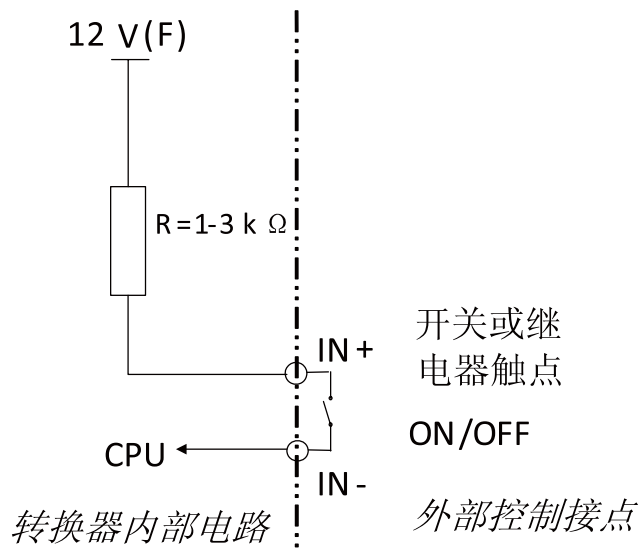 12 V(F)
R=1-3 k Ω
IN+
开关或继
电器触点
ON/OFF
CPU
IN-
转换器内部电路
外部控制接点